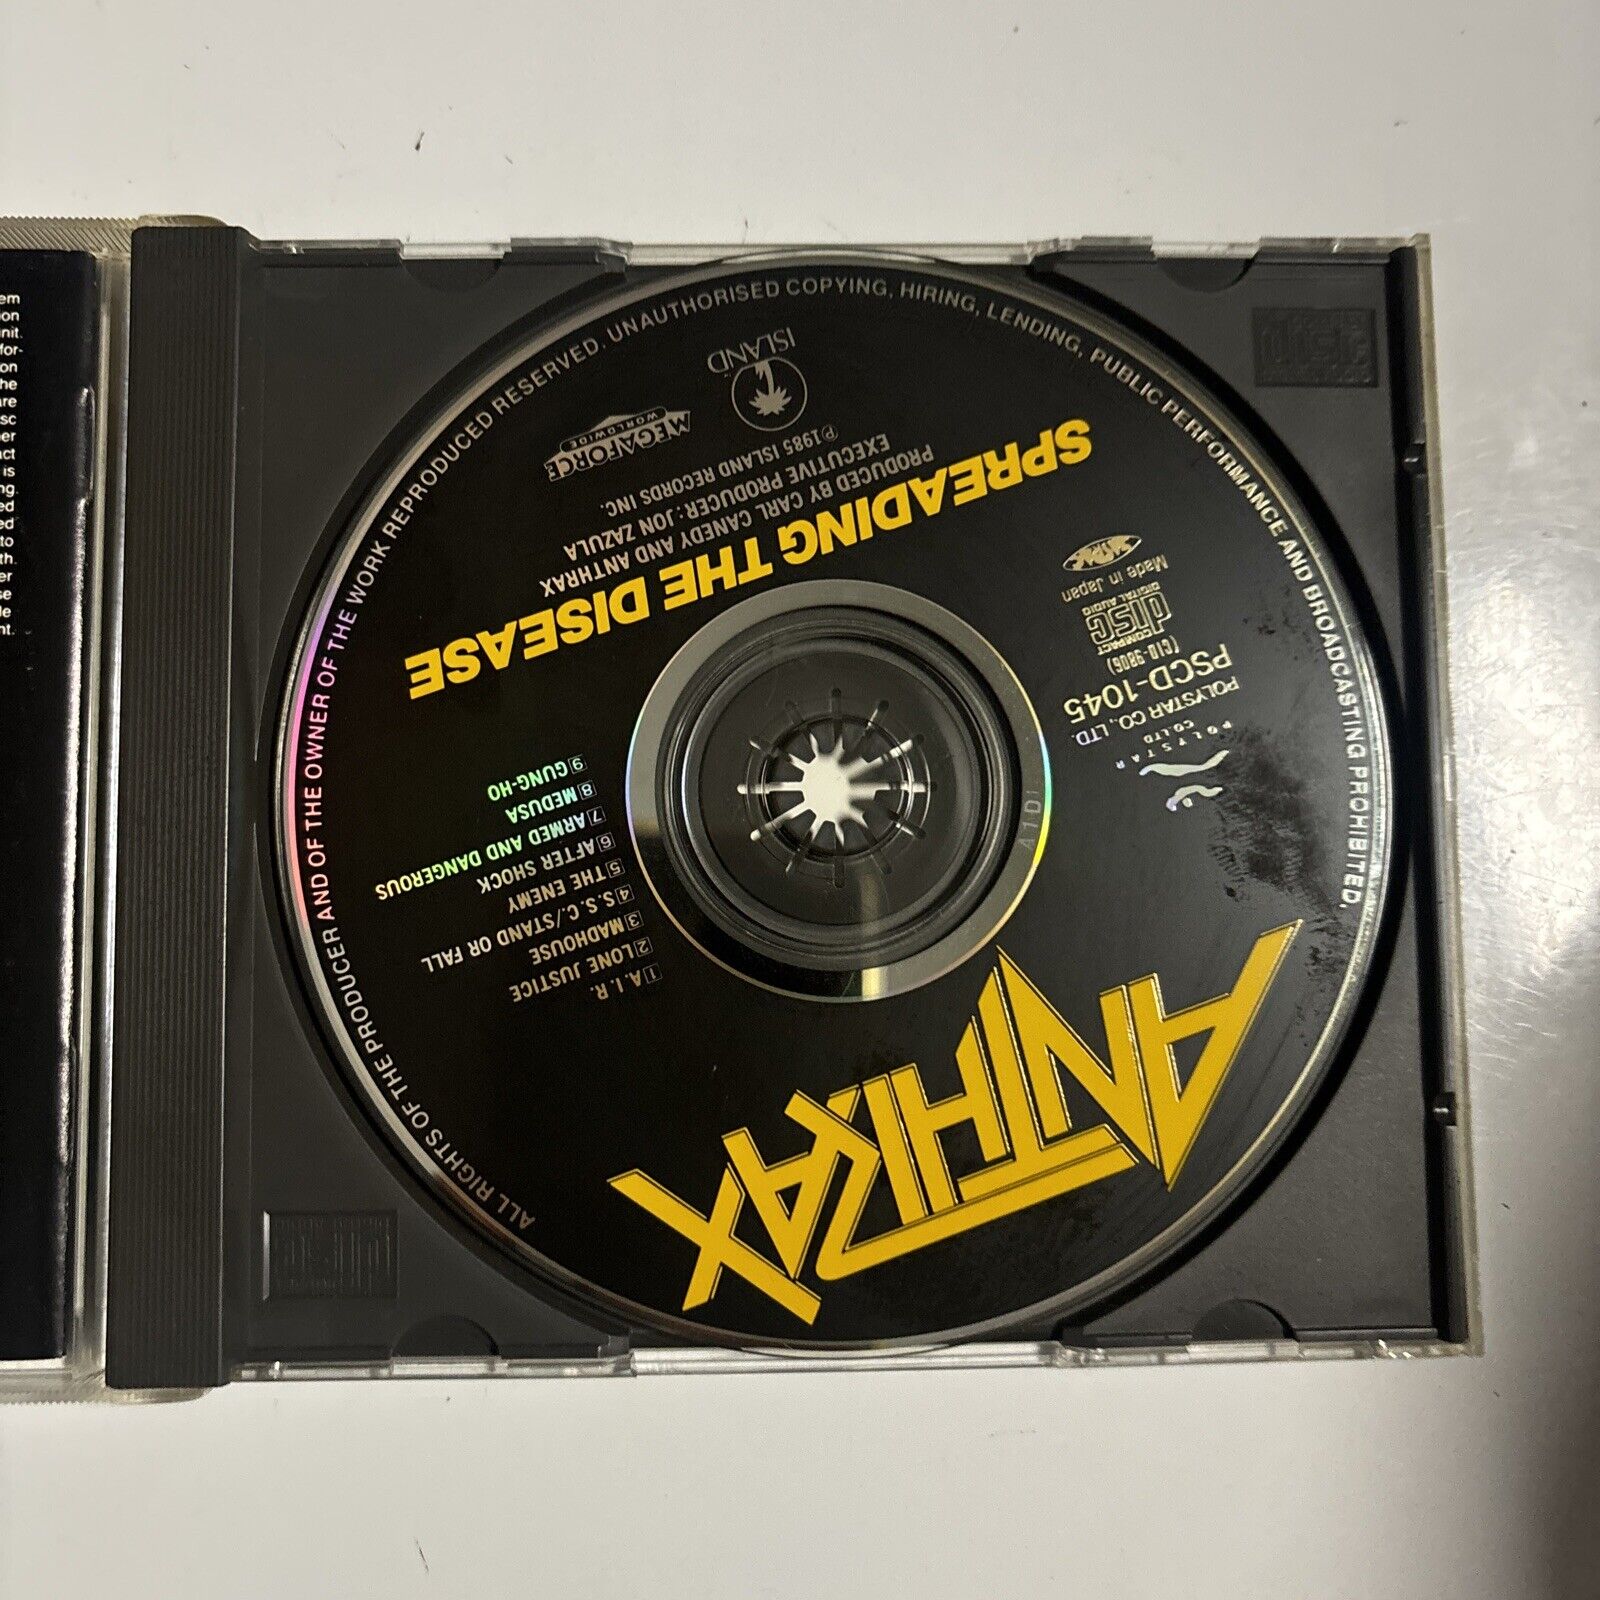 ANTHRAX
1 A.I.R.
2 LONE JUSTICE
3 MADHOUSE
4 S.S.C./STAND OR FALL
5 THE ENEMY
6 AFTER SHOCK
7 ARMED AND DANGEROUS
8 MEDUSA
9 GUNG-HO
POLYSTAR
CO.LTD
POLYSTAR CO., LTD.
PSCD-1045
(CID-9806)
COMPACT
disc
DIGITAL AUDIO
Made in Japan
SPREADING THE DISEASE
PRODUCED BY CARL CANEDY AND ANTHRAX
EXECUTIVE PRODUCER: JON ZAZULA
℗1985 ISLAND RECORDS INC.
MEGAFORCE
WORLDWIDE
ISLAND
ALL RIGHTS OF THE PRODUCER AND OF THE OWNER OF THE WORK REPRODUCED RESERVED. UNAUTHORISED COPYING, HIRING, LENDING, PUBLIC PERFORMANCE AND BROADCASTING PROHIBITED.